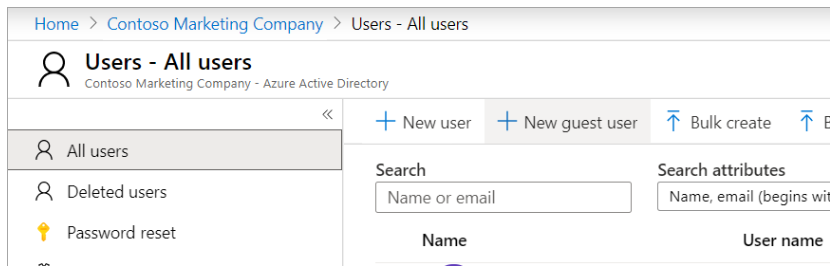 Home > Contoso Marketing Company > Users - All users
Users - All users
Contoso Marketing Company - Azure Active Directory
«
+ New user + New guest user Bulk create B
All users
Deleted users
Password reset
Search Search attributes
Name or email Name, email (begins wit
Name User name